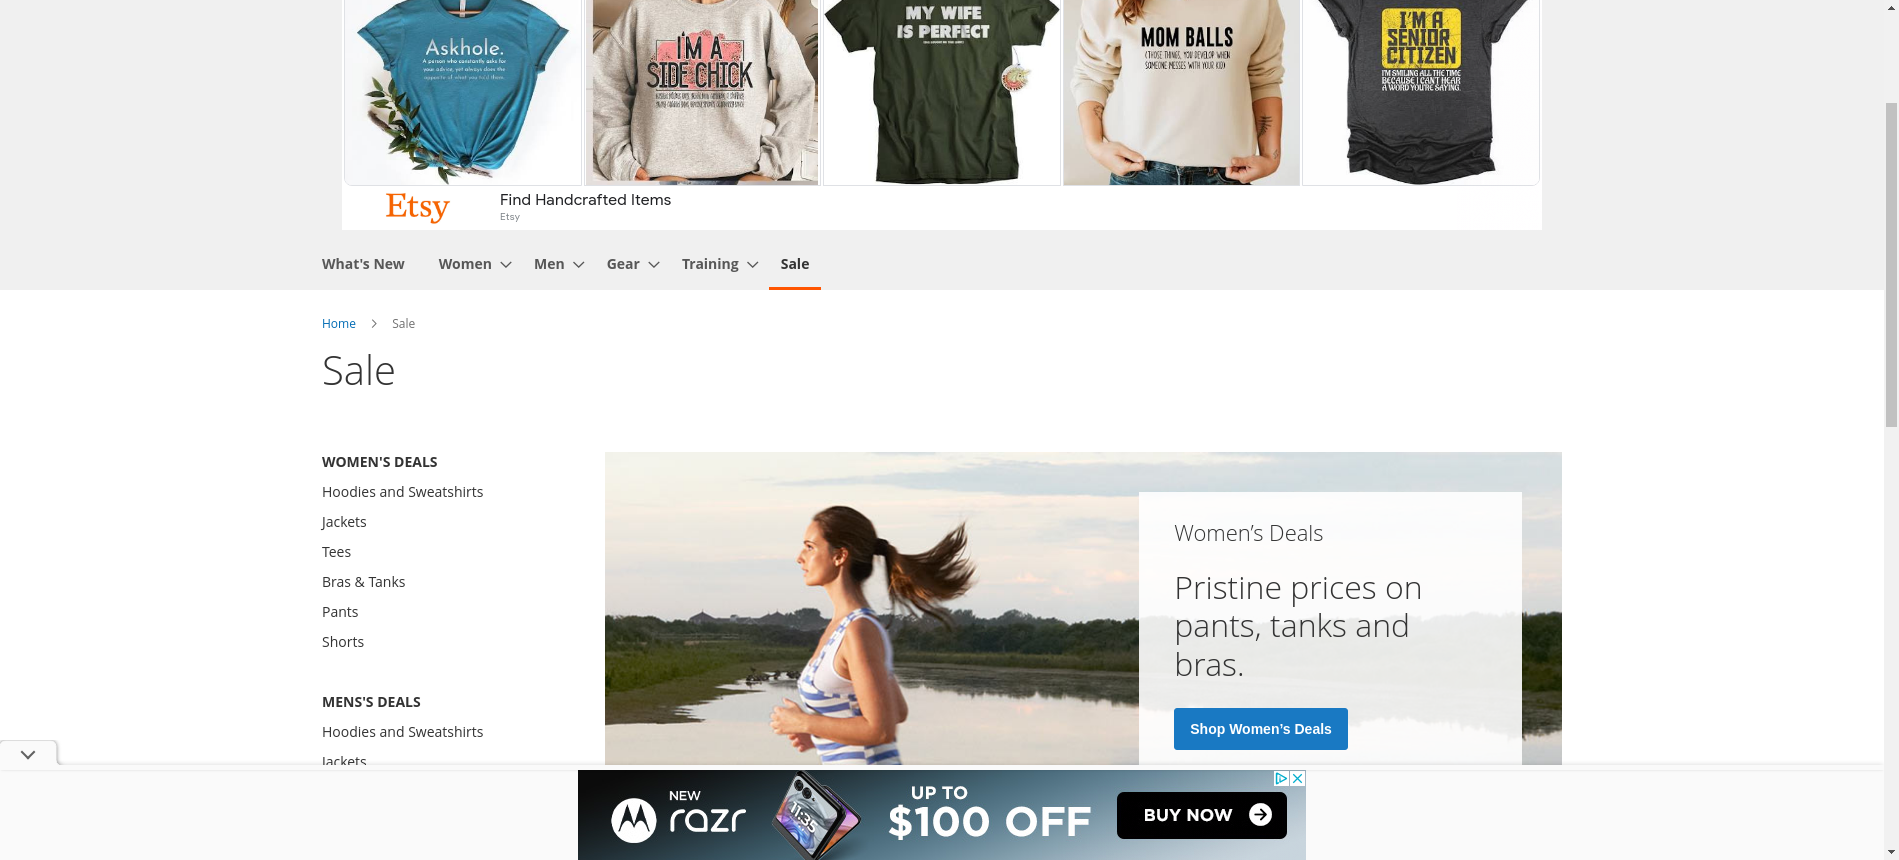 Askhole.
A person who constantly asks for
your advice, yet always does the
opposite of what you told them.
I'M A
SIDE CHICK
MY WIFE
IS PERFECT
MOM BALLS
(THOSE THINGS YOU DEVELOP WHEN
SOMEONE MESSES WITH YOUR KID)
I'M A
SENIOR
CITIZEN
I'M SMILING ALL THE TIME
BECAUSE I CAN'T HEAR
A WORD YOU'RE SAYING.
Etsy
Find Handcrafted Items
Etsy
What's New
Women
Men
Gear
Training
Sale
Home
Sale
Sale
WOMEN'S DEALS
Hoodies and Sweatshirts
Jackets
Tees
Bras & Tanks
Pants
Shorts
MENS'S DEALS
Hoodies and Sweatshirts
Jackets
Women’s Deals
Pristine prices on
pants, tanks and
bras.
Shop Women’s Deals
NEW
razr
11:35
UP TO
$100 OFF
BUY NOW